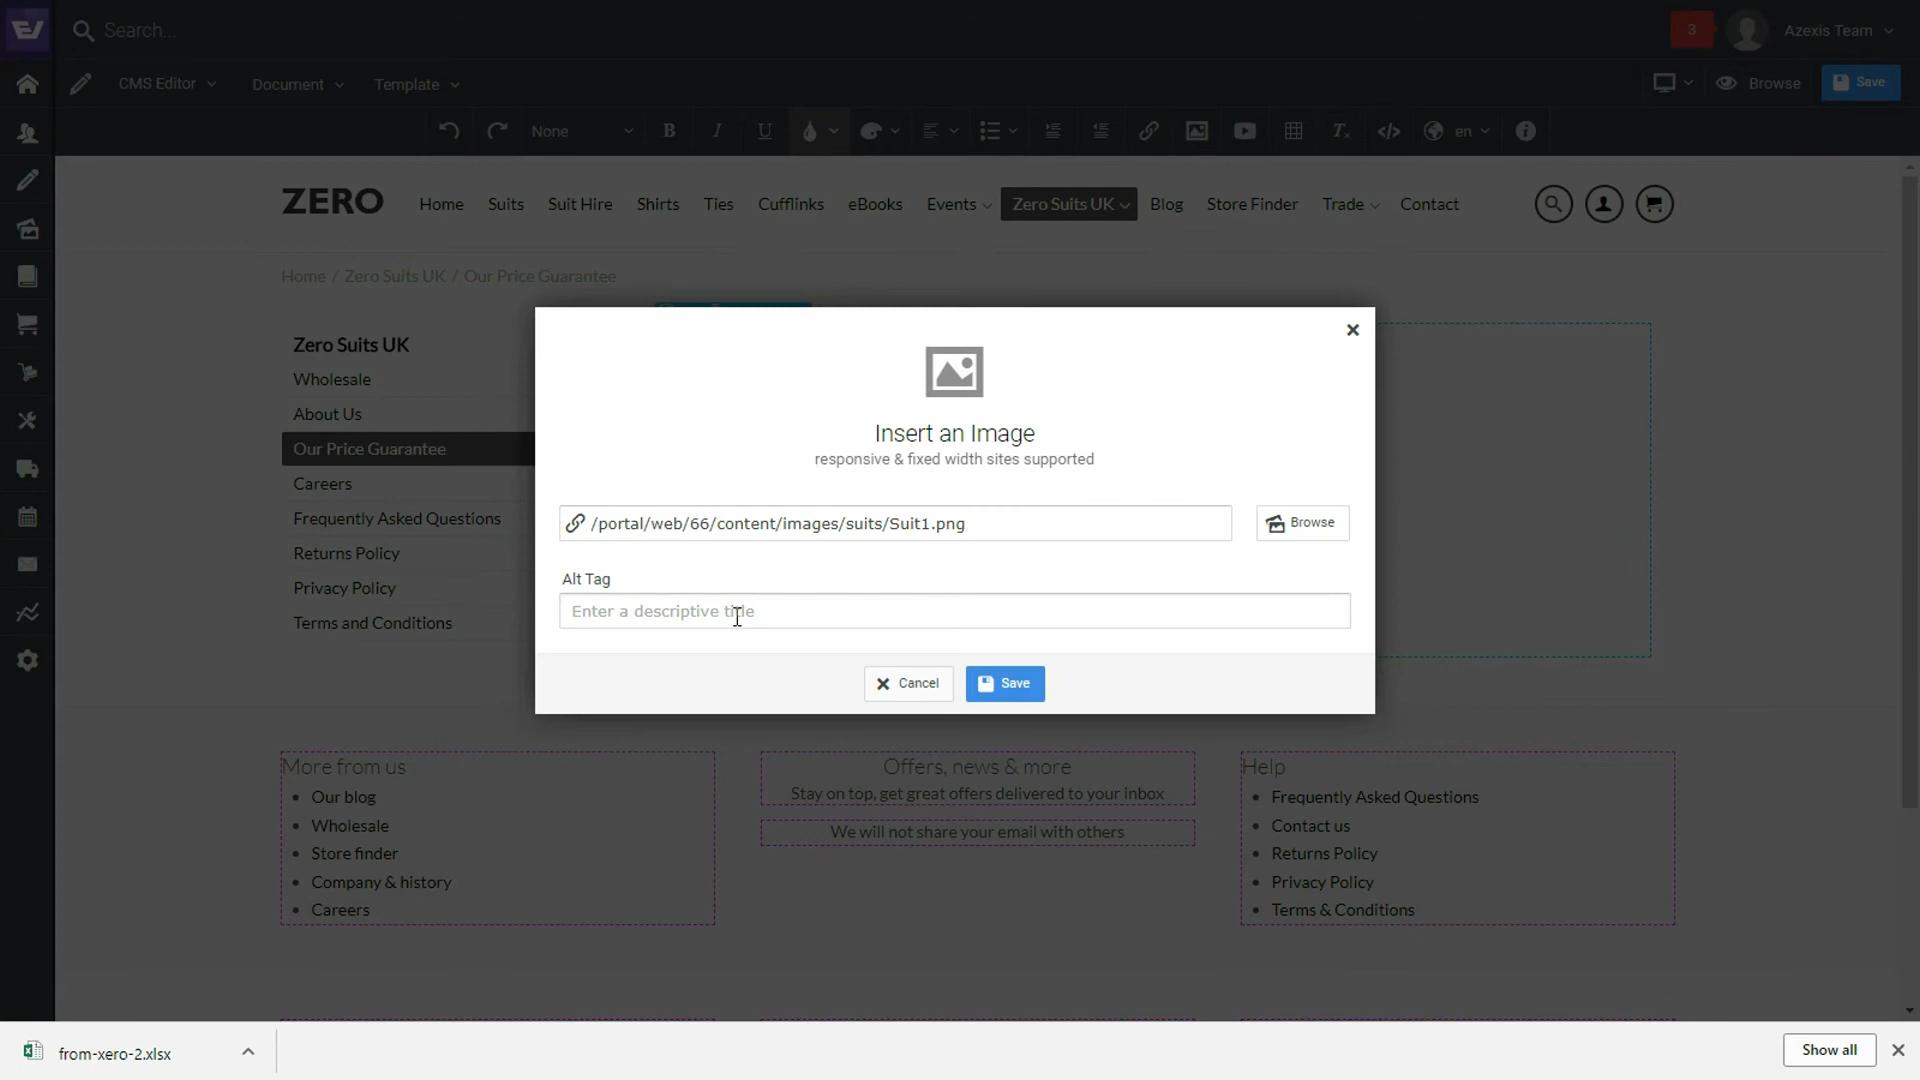 Search...
3
Azexis Team
CMS Editor
Document
Template
Browse
Save
None
B
I
U
en
ZERO
Home
Suits
Suit Hire
Shirts
Ties
Cufflinks
eBooks
Events
Zero Suits UK
Blog
Store Finder
Trade
Contact
Home / Zero Suits UK / Our Price Guarantee
Zero Suits UK
Wholesale
About Us
Our Price Guarantee
Careers
Frequently Asked Questions
Returns Policy
Privacy Policy
Terms and Conditions
Insert an Image
responsive & fixed width sites supported
/portal/web/66/content/images/suits/Suit1.png
Browse
Alt Tag
Enter a descriptive title
Cancel
Save
More from us
Our blog
Wholesale
Store finder
Company & history
Careers
Offers, news & more
Stay on top, get great offers delivered to your inbox
We will not share your email with others
Help
Frequently Asked Questions
Contact us
Returns Policy
Privacy Policy
Terms & Conditions
from-xero-2.xlsx
Show all